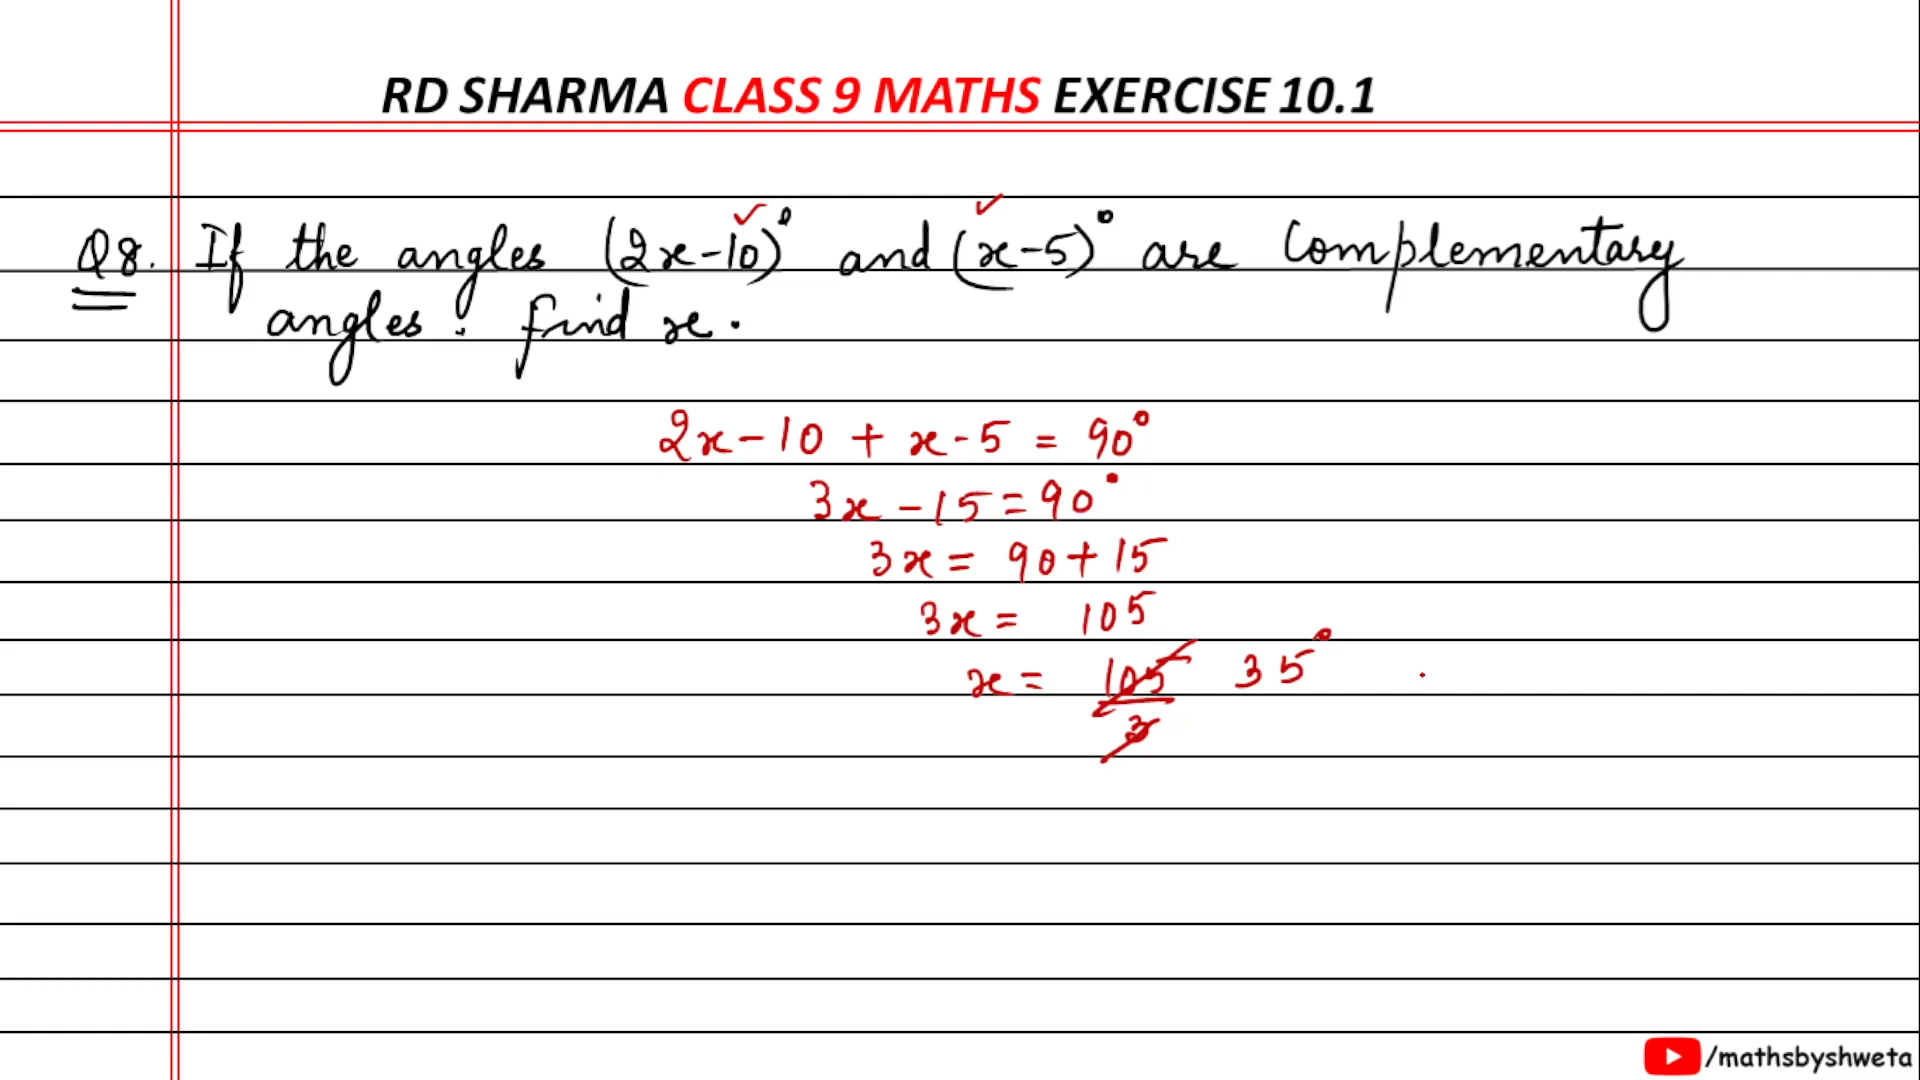 RD SHARMA CLASS 9 MATHS EXERCISE 10.1
Q8. If the angles (2x-10)° and (x-5)° are complementary
angles. find x.
2x-10 + x-5 = 90°
3x-15=90°
3x= 90+15
3x= 105
x= 105/3 35°
/mathsbyshweta